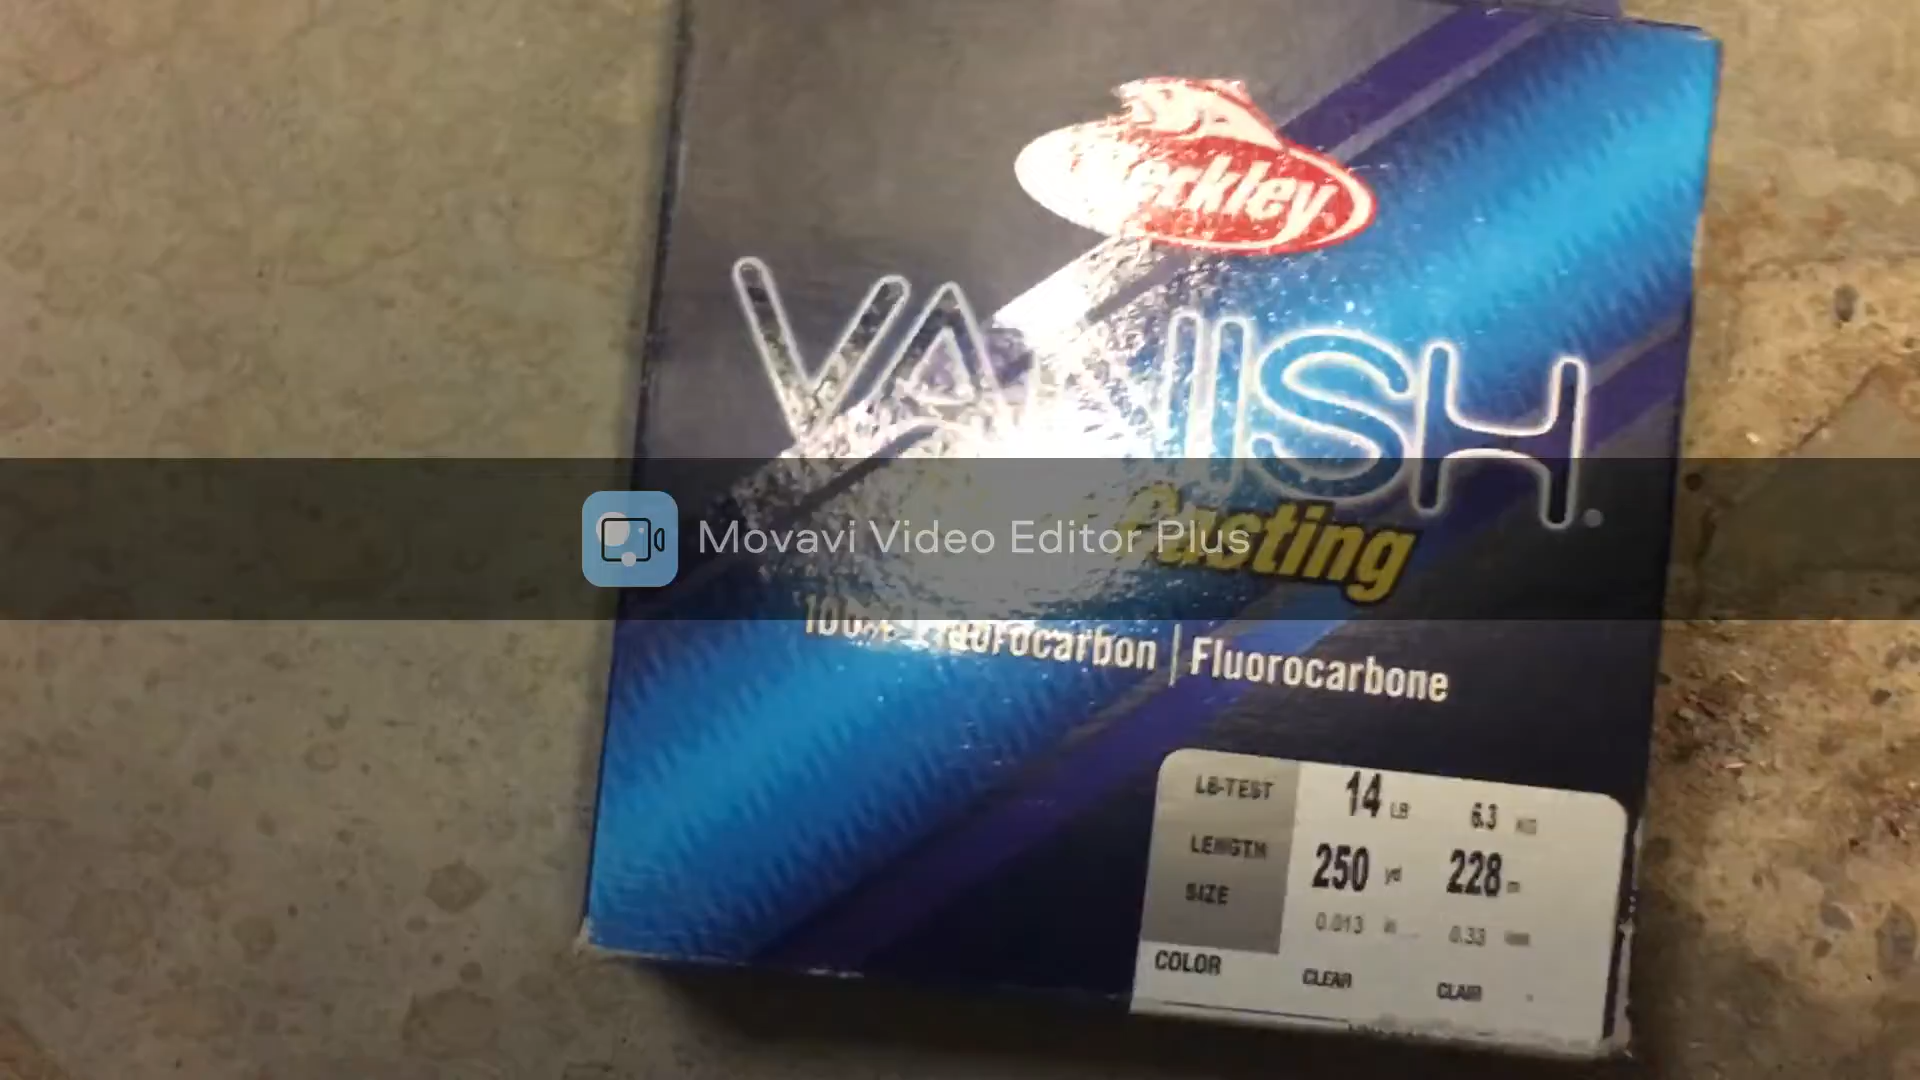 Berkley
VANISH.
Casting
Movavi Video Editor Plus
100% Fluorocarbon | Fluorocarbone
LB-TEST 14 LB 6.3 KG
LENGTH 250 yd 228 m
SIZE 0.013 in 0.33 mm
COLOR CLEAR CLAIR